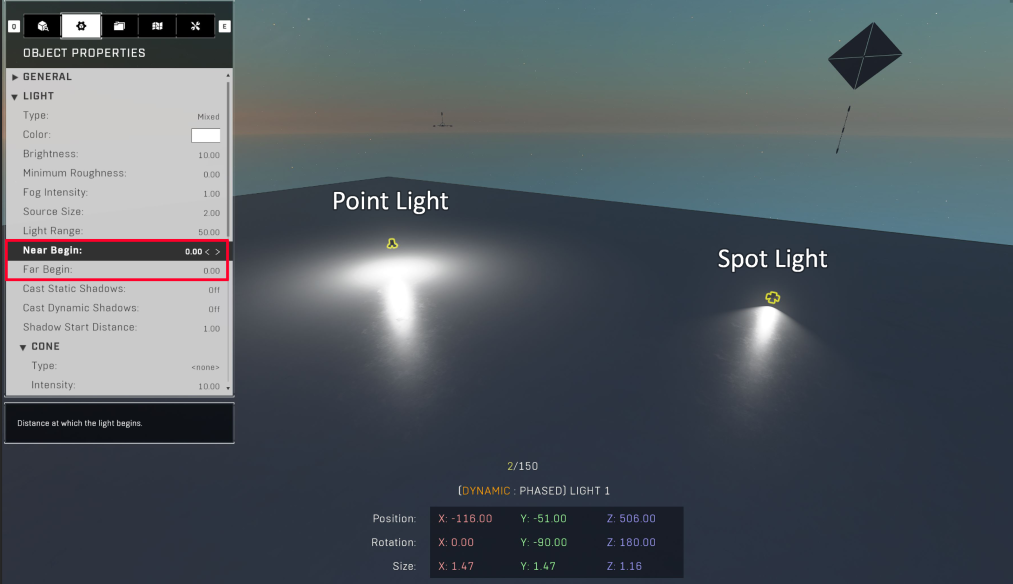 Q E
OBJECT PROPERTIES
GENERAL
LIGHT
Type: Mixed
Color:
Brightness: 10.00
Minimum Roughness: 0.00
Fog Intensity: 1.00
Source Size: 2.00
Light Range: 50.00
Near Begin: 0.00 < >
Far Begin: 0.00
Cast Static Shadows: Off
Cast Dynamic Shadows: Off
Shadow Start Distance: 1.00
CONE
Type: <none>
Intensity: 10.00
Distance at which the light begins.
Point Light
Spot Light
2/150
(DYNAMIC : PHASED) LIGHT 1
Position: X: -116.00 Y: -51.00 Z: 506.00
Rotation: X: 0.00 Y: -90.00 Z: 180.00
Size: X: 1.47 Y: 1.47 Z: 1.16